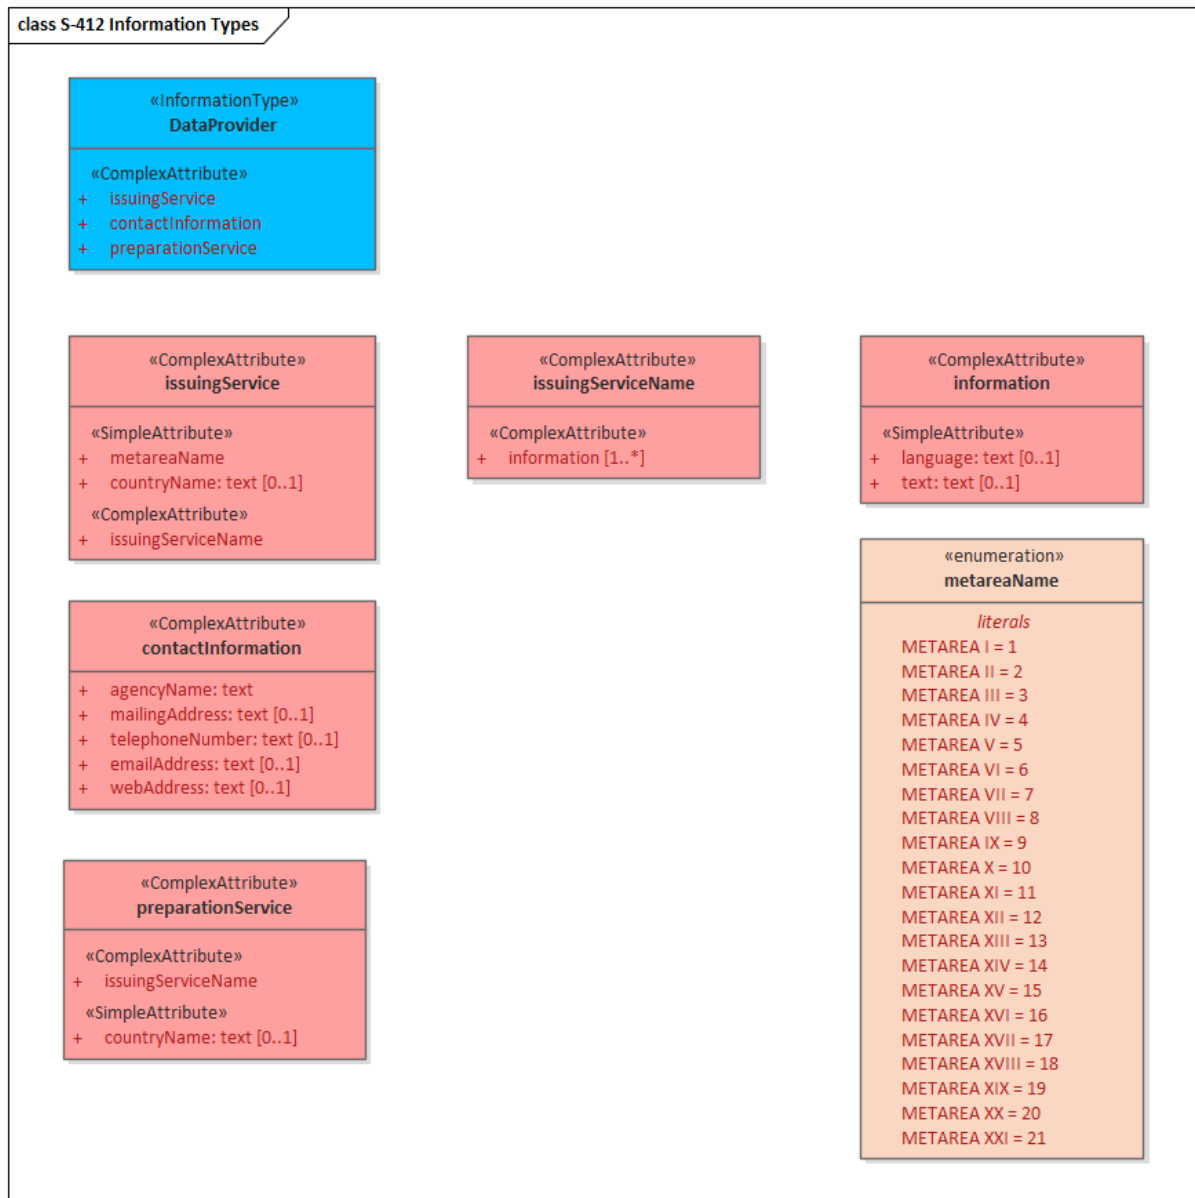 class S-412 Information Types
«InformationType»
DataProvider
«ComplexAttribute»
+ issuingService
+ contactInformation
+ preparationService
«ComplexAttribute»
issuingService
«SimpleAttribute»
+ metareaName
+ countryName: text [0..1]
«ComplexAttribute»
+ issuingServiceName
«ComplexAttribute»
issuingServiceName
«ComplexAttribute»
+ information [1..*]
«ComplexAttribute»
information
«SimpleAttribute»
+ language: text [0..1]
+ text: text [0..1]
«ComplexAttribute»
contactInformation
+ agencyName: text
+ mailingAddress: text [0..1]
+ telephoneNumber: text [0..1]
+ emailAddress: text [0..1]
+ webAddress: text [0..1]
«ComplexAttribute»
preparationService
«ComplexAttribute»
+ issuingServiceName
«SimpleAttribute»
+ countryName: text [0..1]
«enumeration»
metareaName
literals
METAREA I = 1
METAREA II = 2
METAREA III = 3
METAREA IV = 4
METAREA V = 5
METAREA VI = 6
METAREA VII = 7
METAREA VIII = 8
METAREA IX = 9
METAREA X = 10
METAREA XI = 11
METAREA XII = 12
METAREA XIII = 13
METAREA XIV = 14
METAREA XV = 15
METAREA XVI = 16
METAREA XVII = 17
METAREA XVIII = 18
METAREA XIX = 19
METAREA XX = 20
METAREA XXI = 21